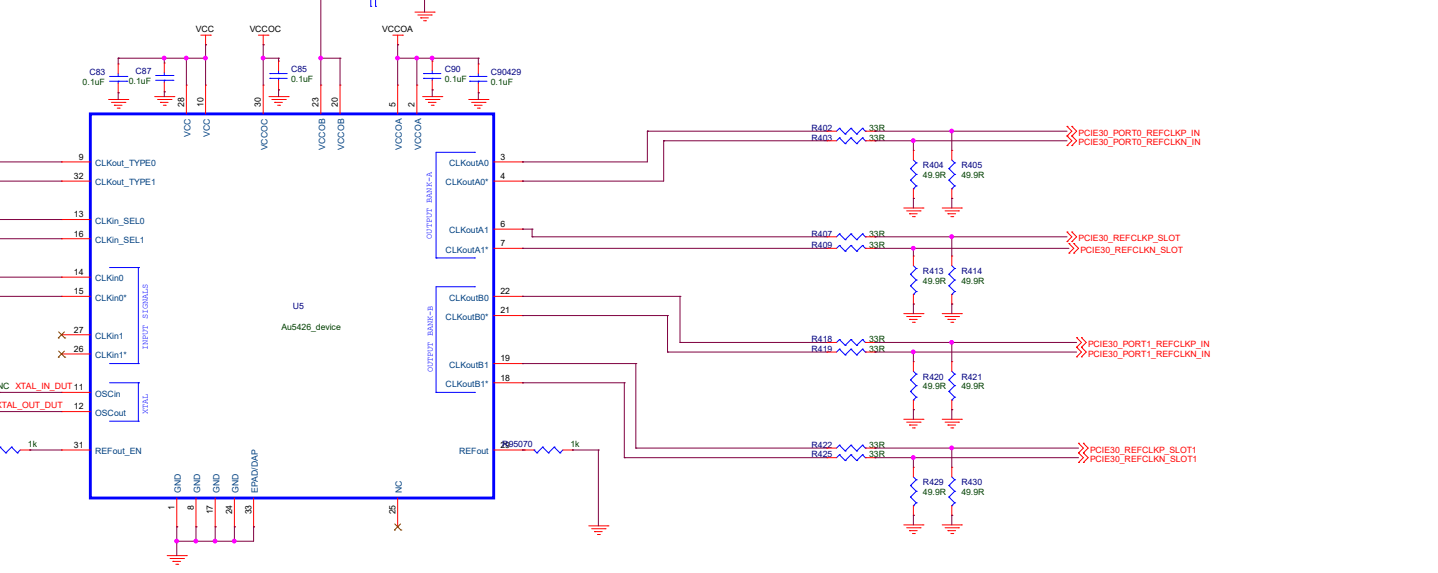 VCC
VCCOC
VCCOA
C83
0.1uF
C87
0.1uF
C85
0.1uF
C90
0.1uF
C90429
0.1uF
28
10
30
23
20
5
2
VCC
VCC
VCCOC
VCCOB
VCCOB
VCCOA
VCCOA
9
CLKout_TYPE0
32
CLKout_TYPE1
13
CLKin_SEL0
16
CLKin_SEL1
14
CLKin0
15
CLKin0*
27
CLKin1
26
CLKin1*
INPUT SIGNALS
NC
XTAL_IN_DUT
11
OSCin
XTAL_OUT_DUT
12
OSCout
XTAL
1k
31
REFout_EN
U5
Au5426_device
OUTPUT BANK-A
CLKoutA0
3
CLKoutA0*
4
CLKoutA1
6
CLKoutA1*
7
OUTPUT BANK-B
CLKoutB0
22
CLKoutB0*
21
CLKoutB1
19
CLKoutB1*
18
REFout
R95070
1k
GND
GND
GND
GND
EPAD/DAP
NC
1
8
17
24
33
25
R402
33R
PCIE30_PORT0_REFCLKP_IN
R403
33R
PCIE30_PORT0_REFCLKN_IN
R404
49.9R
R405
49.9R
R407
33R
PCIE30_REFCLKP_SLOT
R409
33R
PCIE30_REFCLKN_SLOT
R413
49.9R
R414
49.9R
R418
33R
PCIE30_PORT1_REFCLKP_IN
R419
33R
PCIE30_PORT1_REFCLKN_IN
R420
49.9R
R421
49.9R
R422
33R
PCIE30_REFCLKP_SLOT1
R425
33R
PCIE30_REFCLKN_SLOT1
R429
49.9R
R430
49.9R